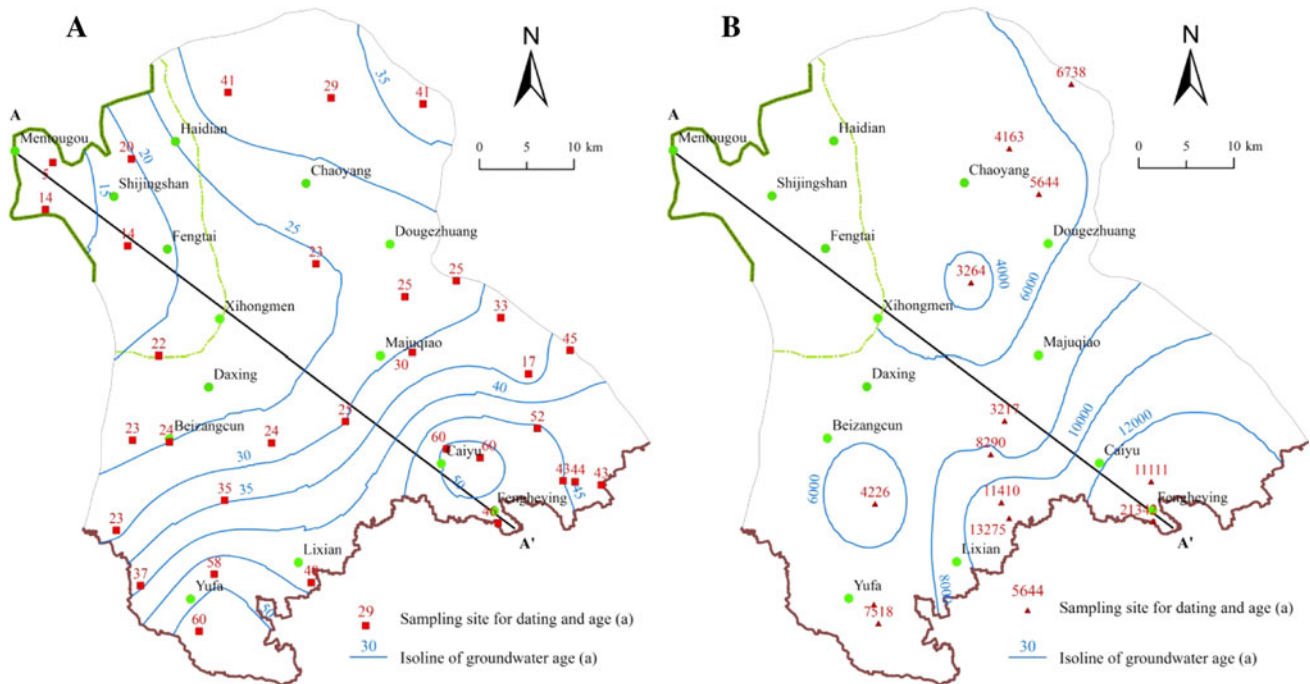 A
N
0 5 10 km
A
Mentougou
Haidian
Shijingshan
Chaoyang
Fengtai
Dougezhuang
Xihongmen
Majuqiao
Daxing
Beizangcun
Caiyu
Fengheying
A'
Lixian
Yufa
41
29
41
35
20
20
5
15
14
14
25
23
25
25
33
45
22
30
17
40
23
24
24
25
52
60
60
50
30
35
35
43
44
43
45
23
37
58
60
29
Sampling site for dating and age (a)
30
Isoline of groundwater age (a)
B
N
0 5 10 km
A
Mentougou
Haidian
Shijingshan
Chaoyang
Fengtai
Dougezhuang
Xihongmen
Majuqiao
Daxing
Beizangcun
Caiyu
Fengheying
A'
Lixian
Yufa
6738
4163
5644
3264
4000
6000
3217
8290
10000
12000
6000
4226
11410
13275
11111
8000
7518
5644
Sampling site for dating and age (a)
30
Isoline of groundwater age (a)